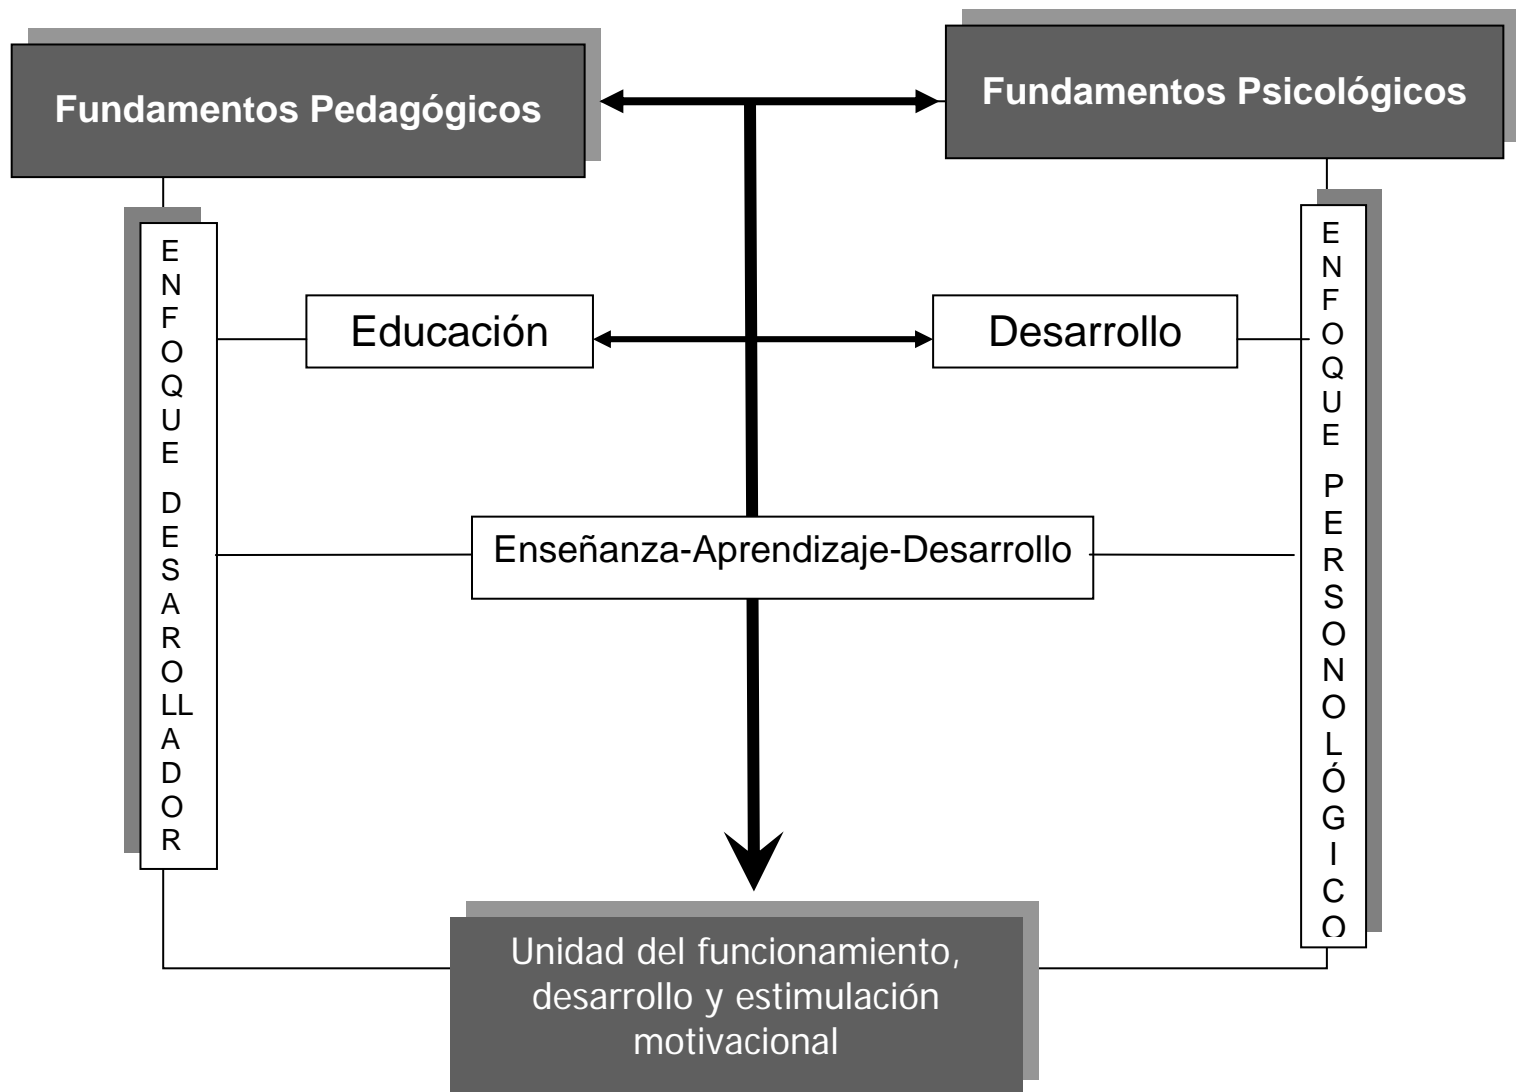 Fundamentos Pedagógicos
Fundamentos Psicológicos
ENFOQUE DESAROLLADOR
Educación
Desarrollo
ENFOQUE PERSONOLÓGICO
Enseñanza-Aprendizaje-Desarrollo
Unidad del funcionamiento,
desarrollo y estimulación
motivacional